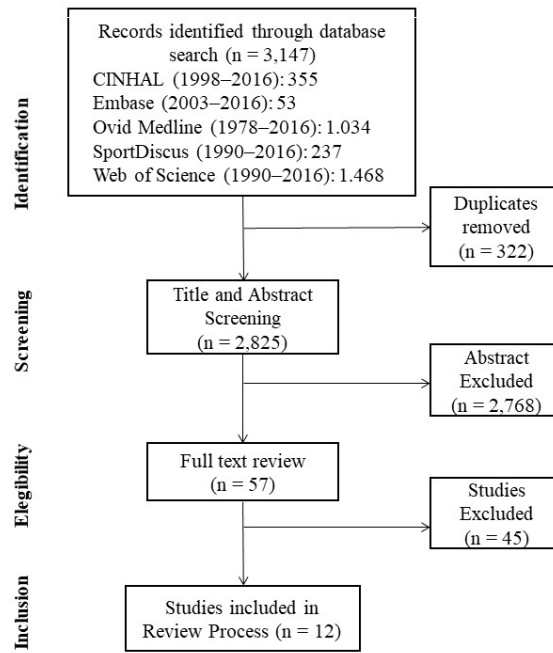 Records identified through database
search (n = 3,147)
CINHAL (1998–2016): 355
Embase (2003–2016): 53
Ovid Medline (1978–2016): 1.034
SportDiscus (1990–2016): 237
Web of Science (1990–2016): 1.468
Identification
Duplicates
removed
(n = 322)
Title and Abstract
Screening
(n = 2,825)
Screening
Abstract
Excluded
(n = 2,768)
Full text review
(n = 57)
Elegibility
Studies
Excluded
(n = 45)
Studies included in
Review Process (n = 12)
Inclusion